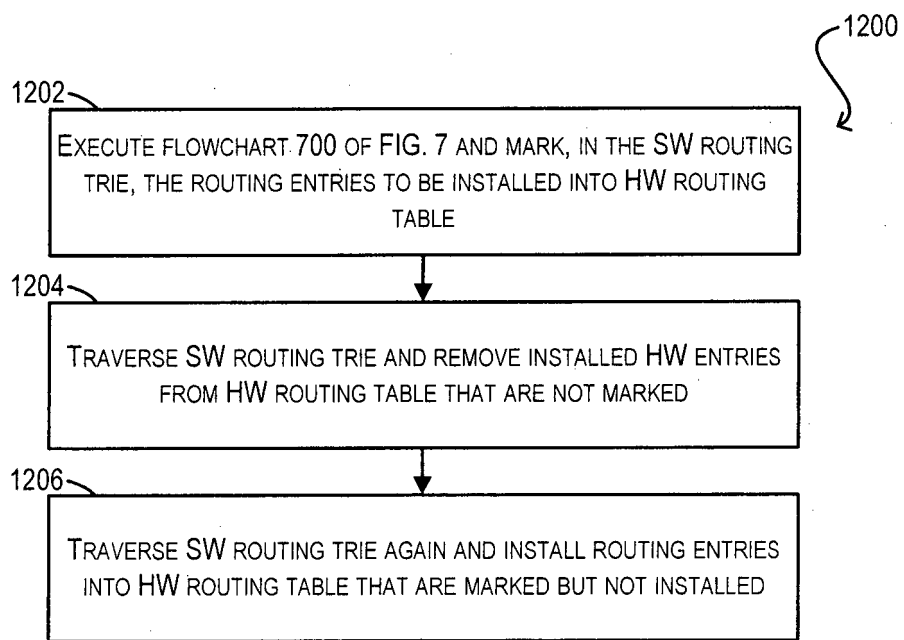 1200
1202
EXECUTE FLOWCHART 700 OF FIG. 7 AND MARK, IN THE SW ROUTING
TRIE, THE ROUTING ENTRIES TO BE INSTALLED INTO HW ROUTING
TABLE
1204
TRAVERSE SW ROUTING TRIE AND REMOVE INSTALLED HW ENTRIES
FROM HW ROUTING TABLE THAT ARE NOT MARKED
1206
TRAVERSE SW ROUTING TRIE AGAIN AND INSTALL ROUTING ENTRIES
INTO HW ROUTING TABLE THAT ARE MARKED BUT NOT INSTALLED